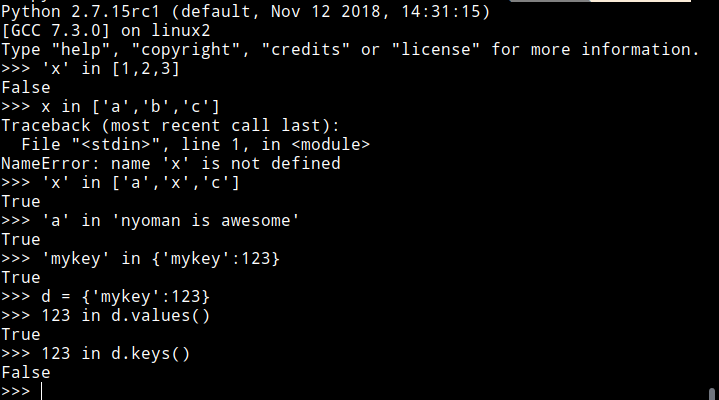 Python 2.7.15rc1 (default, Nov 12 2018, 14:31:15)
[GCC 7.3.0] on linux2
Type "help", "copyright", "credits" or "license" for more information.
>>> 'x' in [1,2,3]
False
>>> x in ['a','b','c']
Traceback (most recent call last):
  File "<stdin>", line 1, in <module>
NameError: name 'x' is not defined
>>> 'x' in ['a','x','c']
True
>>> 'a' in 'nyoman is awesome'
True
>>> 'mykey' in {'mykey':123}
True
>>> d = {'mykey':123}
>>> 123 in d.values()
True
>>> 123 in d.keys()
False
>>>